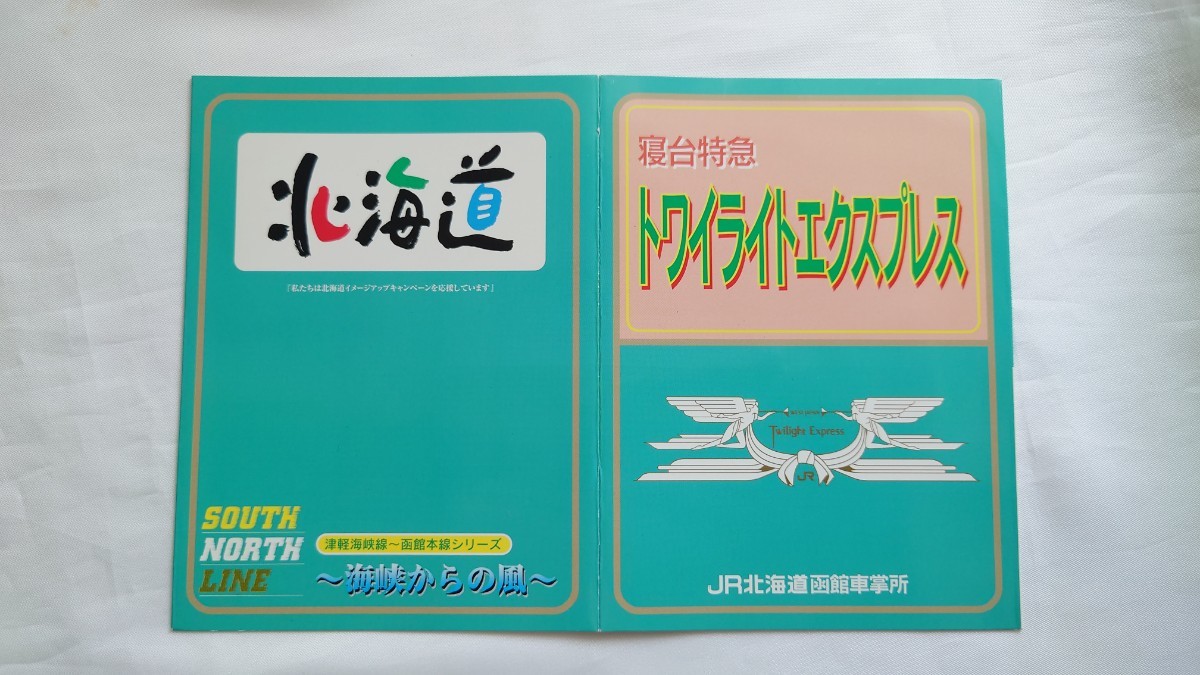 北海道
「私たちは北海道イメージアップキャンペーンを応援しています」
SOUTH
NORTH
LINE
津軽海峡線～函館本線シリーズ
～海峡からの風～
寝台特急
トワイライトエクスプレス
Twilight Express
JR
JR北海道函館車掌所